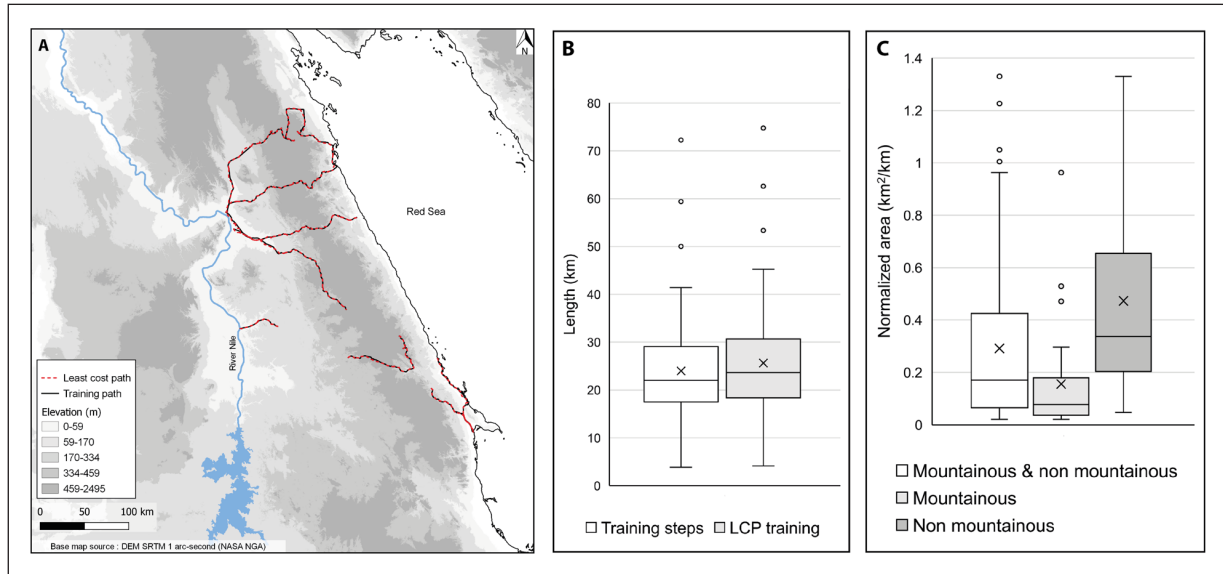 A
N
Red Sea
River Nile
Least cost path
Training path
Elevation (m)
0-59
59-170
170-334
334-459
459-2495
0 50 100 km
Base map source : DEM SRTM 1 arc-second (NASA NGA)
B
Length (km)
80
70
60
50
40
30
20
10
0
Training steps LCP training
C
Normalized area (km²/km)
1.4
1.2
1
0.8
0.6
0.4
0.2
0
Mountainous & non mountainous
Mountainous
Non mountainous